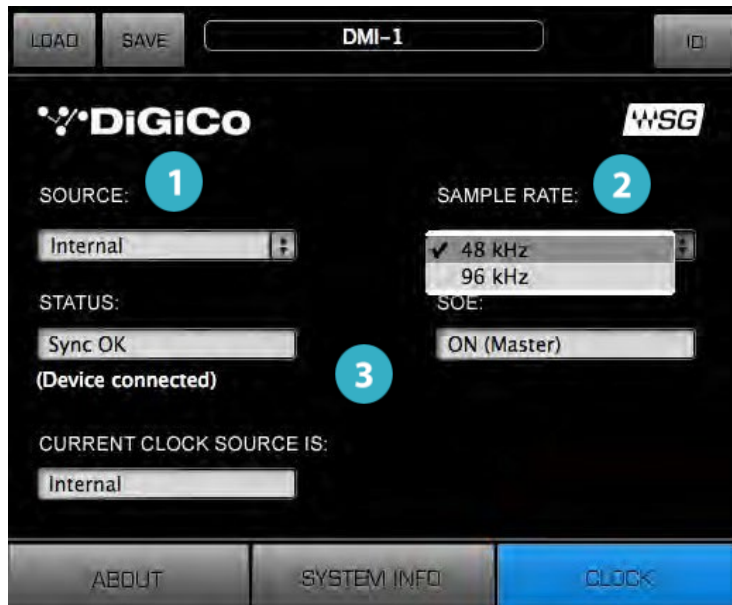 LOAD SAVE DMI-1 ID
DiGiCo WSG
SOURCE: 1 SAMPLE RATE: 2
Internal ✔ 48 kHz
96 kHz
STATUS: SOE:
Sync OK ON (Master)
(Device connected) 3
CURRENT CLOCK SOURCE IS:
Internal
ABOUT SYSTEM INFO CLOCK